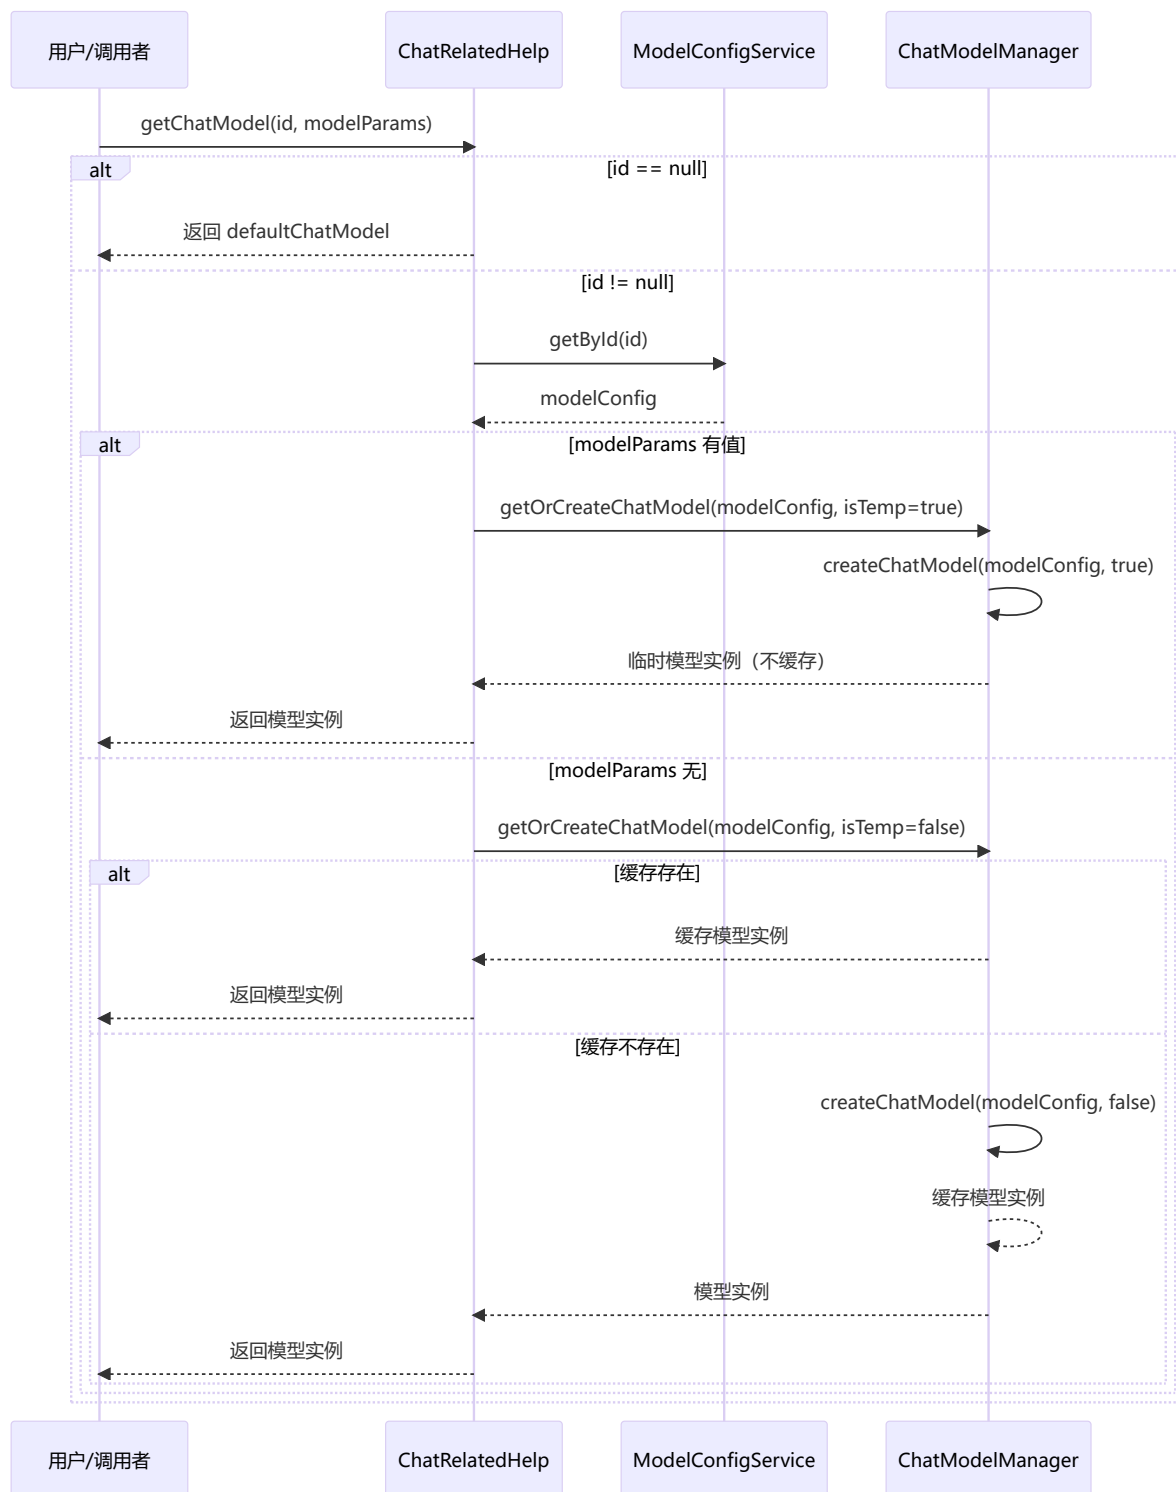 用户/调用者
ChatRelatedHelp
ModelConfigService
ChatModelManager
getChatModel(id, modelParams)
alt
[id == null]
返回 defaultChatModel
[id != null]
getById(id)
modelConfig
alt
[modelParams 有值]
getOrCreateChatModel(modelConfig, isTemp=true)
createChatModel(modelConfig, true)
临时模型实例（不缓存）
返回模型实例
[modelParams 无]
getOrCreateChatModel(modelConfig, isTemp=false)
alt
[缓存存在]
缓存模型实例
返回模型实例
[缓存不存在]
createChatModel(modelConfig, false)
缓存模型实例
模型实例
返回模型实例
用户/调用者
ChatRelatedHelp
ModelConfigService
ChatModelManager